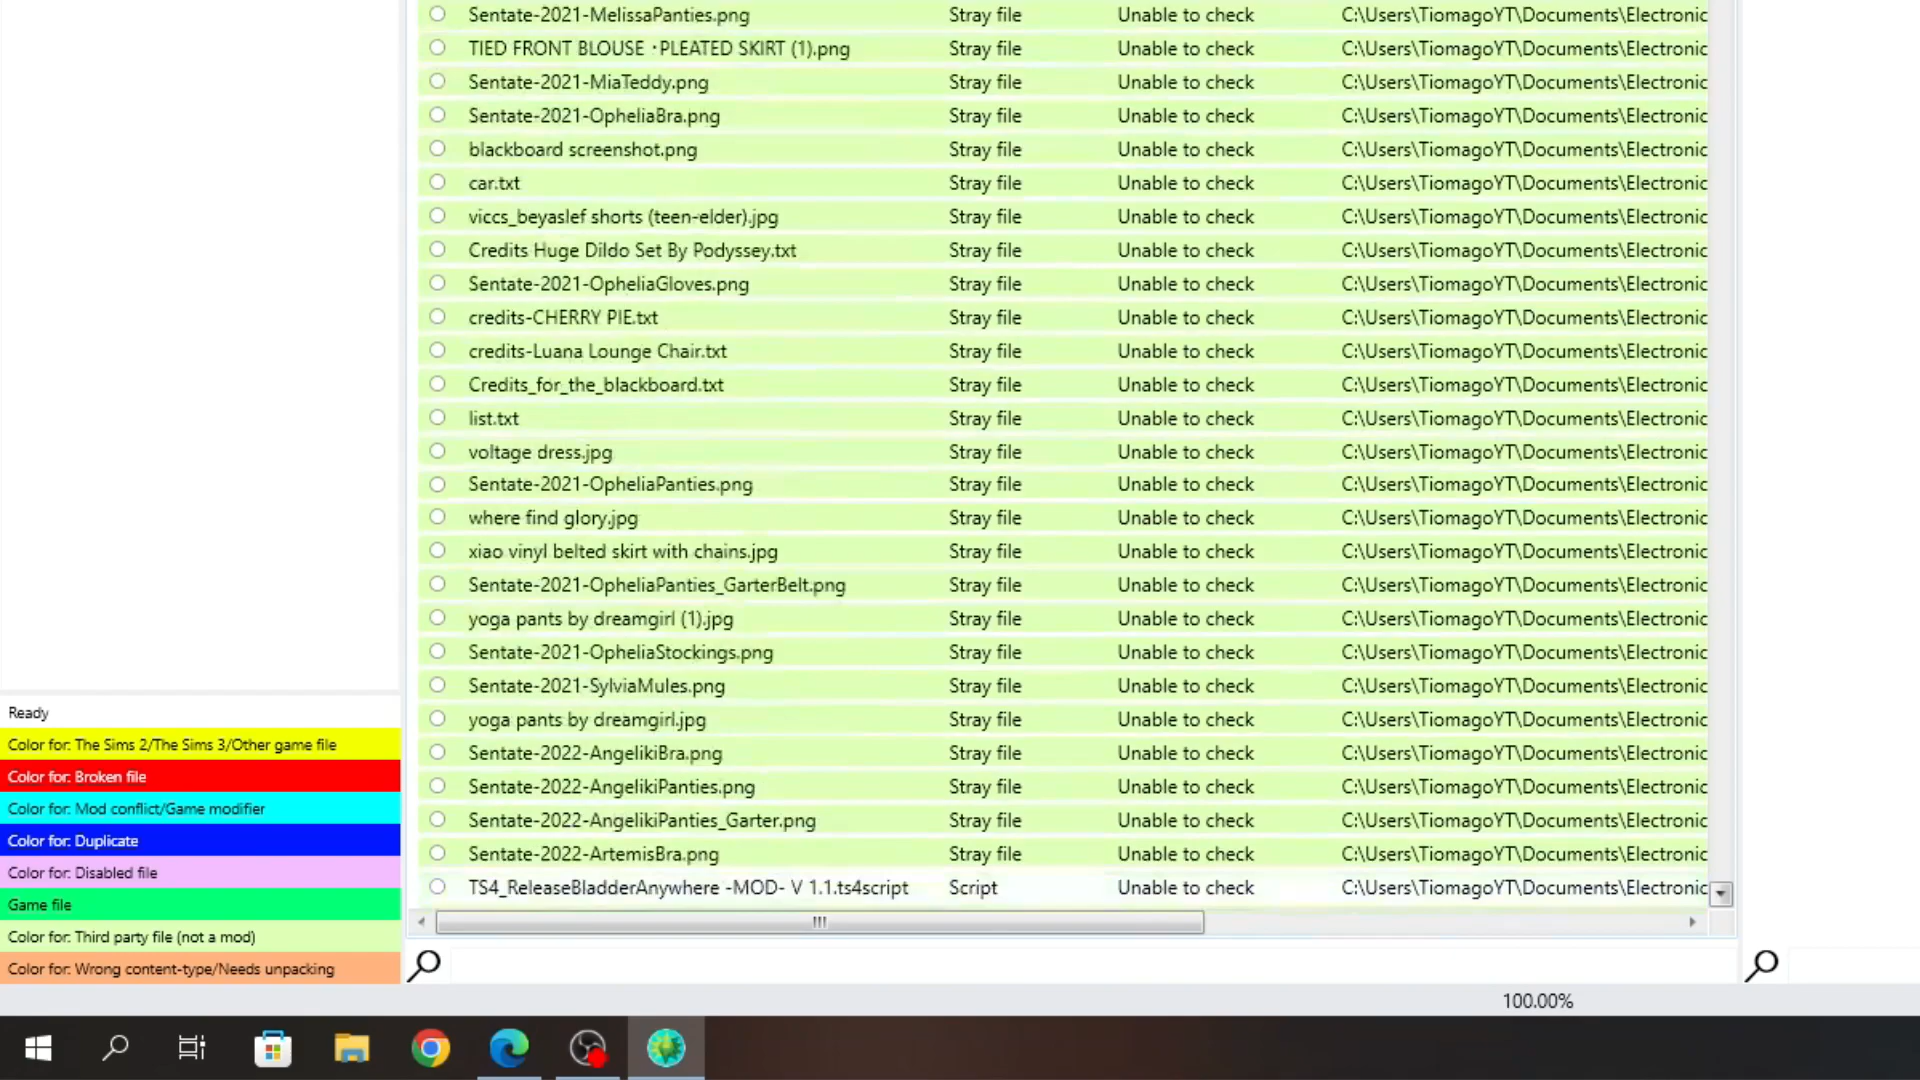 Sentate-2021-MelissaPanties.png Stray file Unable to check C:\Users\TiomagoYT\Documents\Electronic
TIED FRONT BLOUSE ･PLEATED SKIRT (1).png Stray file Unable to check C:\Users\TiomagoYT\Documents\Electronic
Sentate-2021-MiaTeddy.png Stray file Unable to check C:\Users\TiomagoYT\Documents\Electronic
Sentate-2021-OpheliaBra.png Stray file Unable to check C:\Users\TiomagoYT\Documents\Electronic
blackboard screenshot.png Stray file Unable to check C:\Users\TiomagoYT\Documents\Electronic
car.txt Stray file Unable to check C:\Users\TiomagoYT\Documents\Electronic
viccs_beyaslef shorts (teen-elder).jpg Stray file Unable to check C:\Users\TiomagoYT\Documents\Electronic
Credits Huge Dildo Set By Podyssey.txt Stray file Unable to check C:\Users\TiomagoYT\Documents\Electronic
Sentate-2021-OpheliaGloves.png Stray file Unable to check C:\Users\TiomagoYT\Documents\Electronic
credits-CHERRY PIE.txt Stray file Unable to check C:\Users\TiomagoYT\Documents\Electronic
credits-Luana Lounge Chair.txt Stray file Unable to check C:\Users\TiomagoYT\Documents\Electronic
Credits_for_the_blackboard.txt Stray file Unable to check C:\Users\TiomagoYT\Documents\Electronic
list.txt Stray file Unable to check C:\Users\TiomagoYT\Documents\Electronic
voltage dress.jpg Stray file Unable to check C:\Users\TiomagoYT\Documents\Electronic
Sentate-2021-OpheliaPanties.png Stray file Unable to check C:\Users\TiomagoYT\Documents\Electronic
where find glory.jpg Stray file Unable to check C:\Users\TiomagoYT\Documents\Electronic
xiao vinyl belted skirt with chains.jpg Stray file Unable to check C:\Users\TiomagoYT\Documents\Electronic
Sentate-2021-OpheliaPanties_GarterBelt.png Stray file Unable to check C:\Users\TiomagoYT\Documents\Electronic
yoga pants by dreamgirl (1).jpg Stray file Unable to check C:\Users\TiomagoYT\Documents\Electronic
Sentate-2021-OpheliaStockings.png Stray file Unable to check C:\Users\TiomagoYT\Documents\Electronic
Sentate-2021-SylviaMules.png Stray file Unable to check C:\Users\TiomagoYT\Documents\Electronic
yoga pants by dreamgirl.jpg Stray file Unable to check C:\Users\TiomagoYT\Documents\Electronic
Sentate-2022-AngelikiBra.png Stray file Unable to check C:\Users\TiomagoYT\Documents\Electronic
Sentate-2022-AngelikiPanties.png Stray file Unable to check C:\Users\TiomagoYT\Documents\Electronic
Sentate-2022-AngelikiPanties_Garter.png Stray file Unable to check C:\Users\TiomagoYT\Documents\Electronic
Sentate-2022-ArtemisBra.png Stray file Unable to check C:\Users\TiomagoYT\Documents\Electronic
TS4_ReleaseBladderAnywhere -MOD- V 1.1.ts4script Script Unable to check C:\Users\TiomagoYT\Documents\Electronic
Ready
Color for: The Sims 2/The Sims 3/Other game file
Color for: Broken file
Color for: Mod conflict/Game modifier
Color for: Duplicate
Color for: Disabled file
Game file
Color for: Third party file (not a mod)
Color for: Wrong content-type/Needs unpacking
100.00%